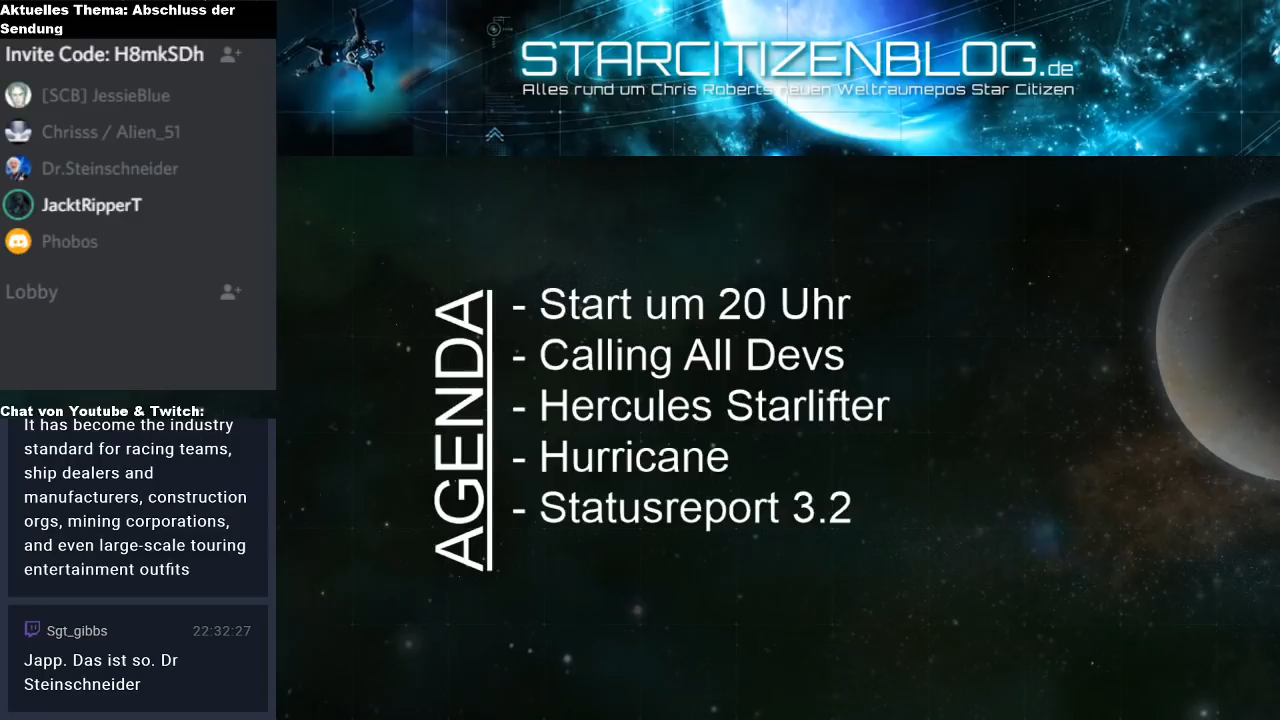 Aktuelles Thema: Abschluss der
Sendung
Invite Code: H8mkSDh
[SCB] JessieBlue
Chrisss / Alien_51
Dr.Steinschneider
JacktRipperT
Phobos
Lobby
Chat von Youtube & Twitch:
It has become the industry
standard for racing teams,
ship dealers and
manufacturers, construction
orgs, mining corporations,
and even large-scale touring
entertainment outfits
Sgt_gibbs 22:32:27
Japp. Das ist so. Dr
Steinschneider
STARCITIZENBLOG.de
Alles rund um Chris Roberts neuen Weltraumepos Star Citizen
AGENDA
- Start um 20 Uhr
- Calling All Devs
- Hercules Starlifter
- Hurricane
- Statusreport 3.2